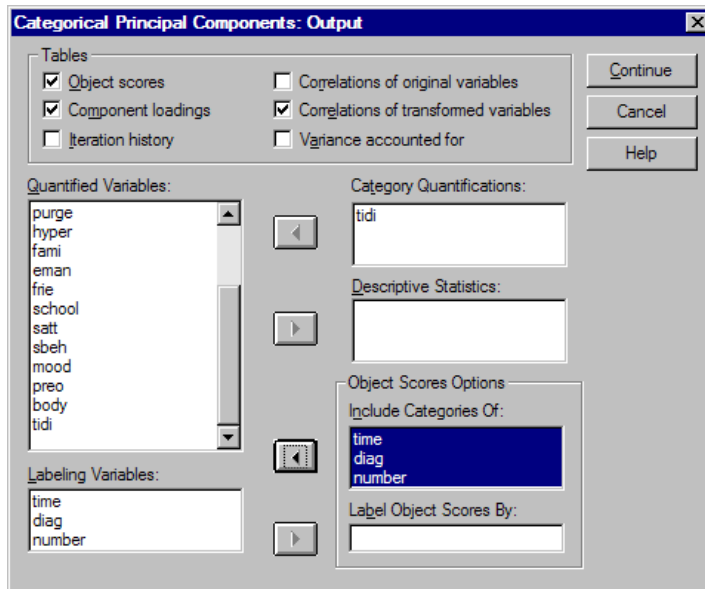 Categorical Principal Components: Output
Tables
Object scores
Correlations of original variables
Component loadings
Correlations of transformed variables
Iteration history
Variance accounted for
Continue
Cancel
Help
Quantified Variables:
purge
hyper
fami
eman
frie
school
satt
sbeh
mood
preo
body
tidi
Labeling Variables:
time
diag
number
Category Quantifications:
tidi
Descriptive Statistics:
Object Scores Options
Include Categories Of:
time
diag
number
Label Object Scores By: